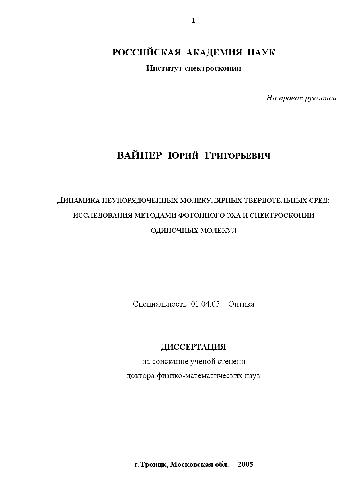 1
РОССИЙСКАЯ АКАДЕМИЯ НАУК
Институт спектроскопии
На правах рукописи
ВАЙНЕР ЮРИЙ ГРИГОРЬЕВИЧ
ДИНАМИКА НЕУПОРЯДОЧЕННЫХ МОЛЕКУЛЯРНЫХ ТВЕРДОТЕЛЬНЫХ СРЕД:
ИССЛЕДОВАНИЯ МЕТОДАМИ ФОТОННОГО ЭХА И СПЕКТРОСКОПИИ
ОДИНОЧНЫХ МОЛЕКУЛ
Специальность 01.04.05 - Оптика
ДИССЕРТАЦИЯ
на соискание ученой степени
доктора физико-математических наук
г.Троицк, Московская обл. - 2005